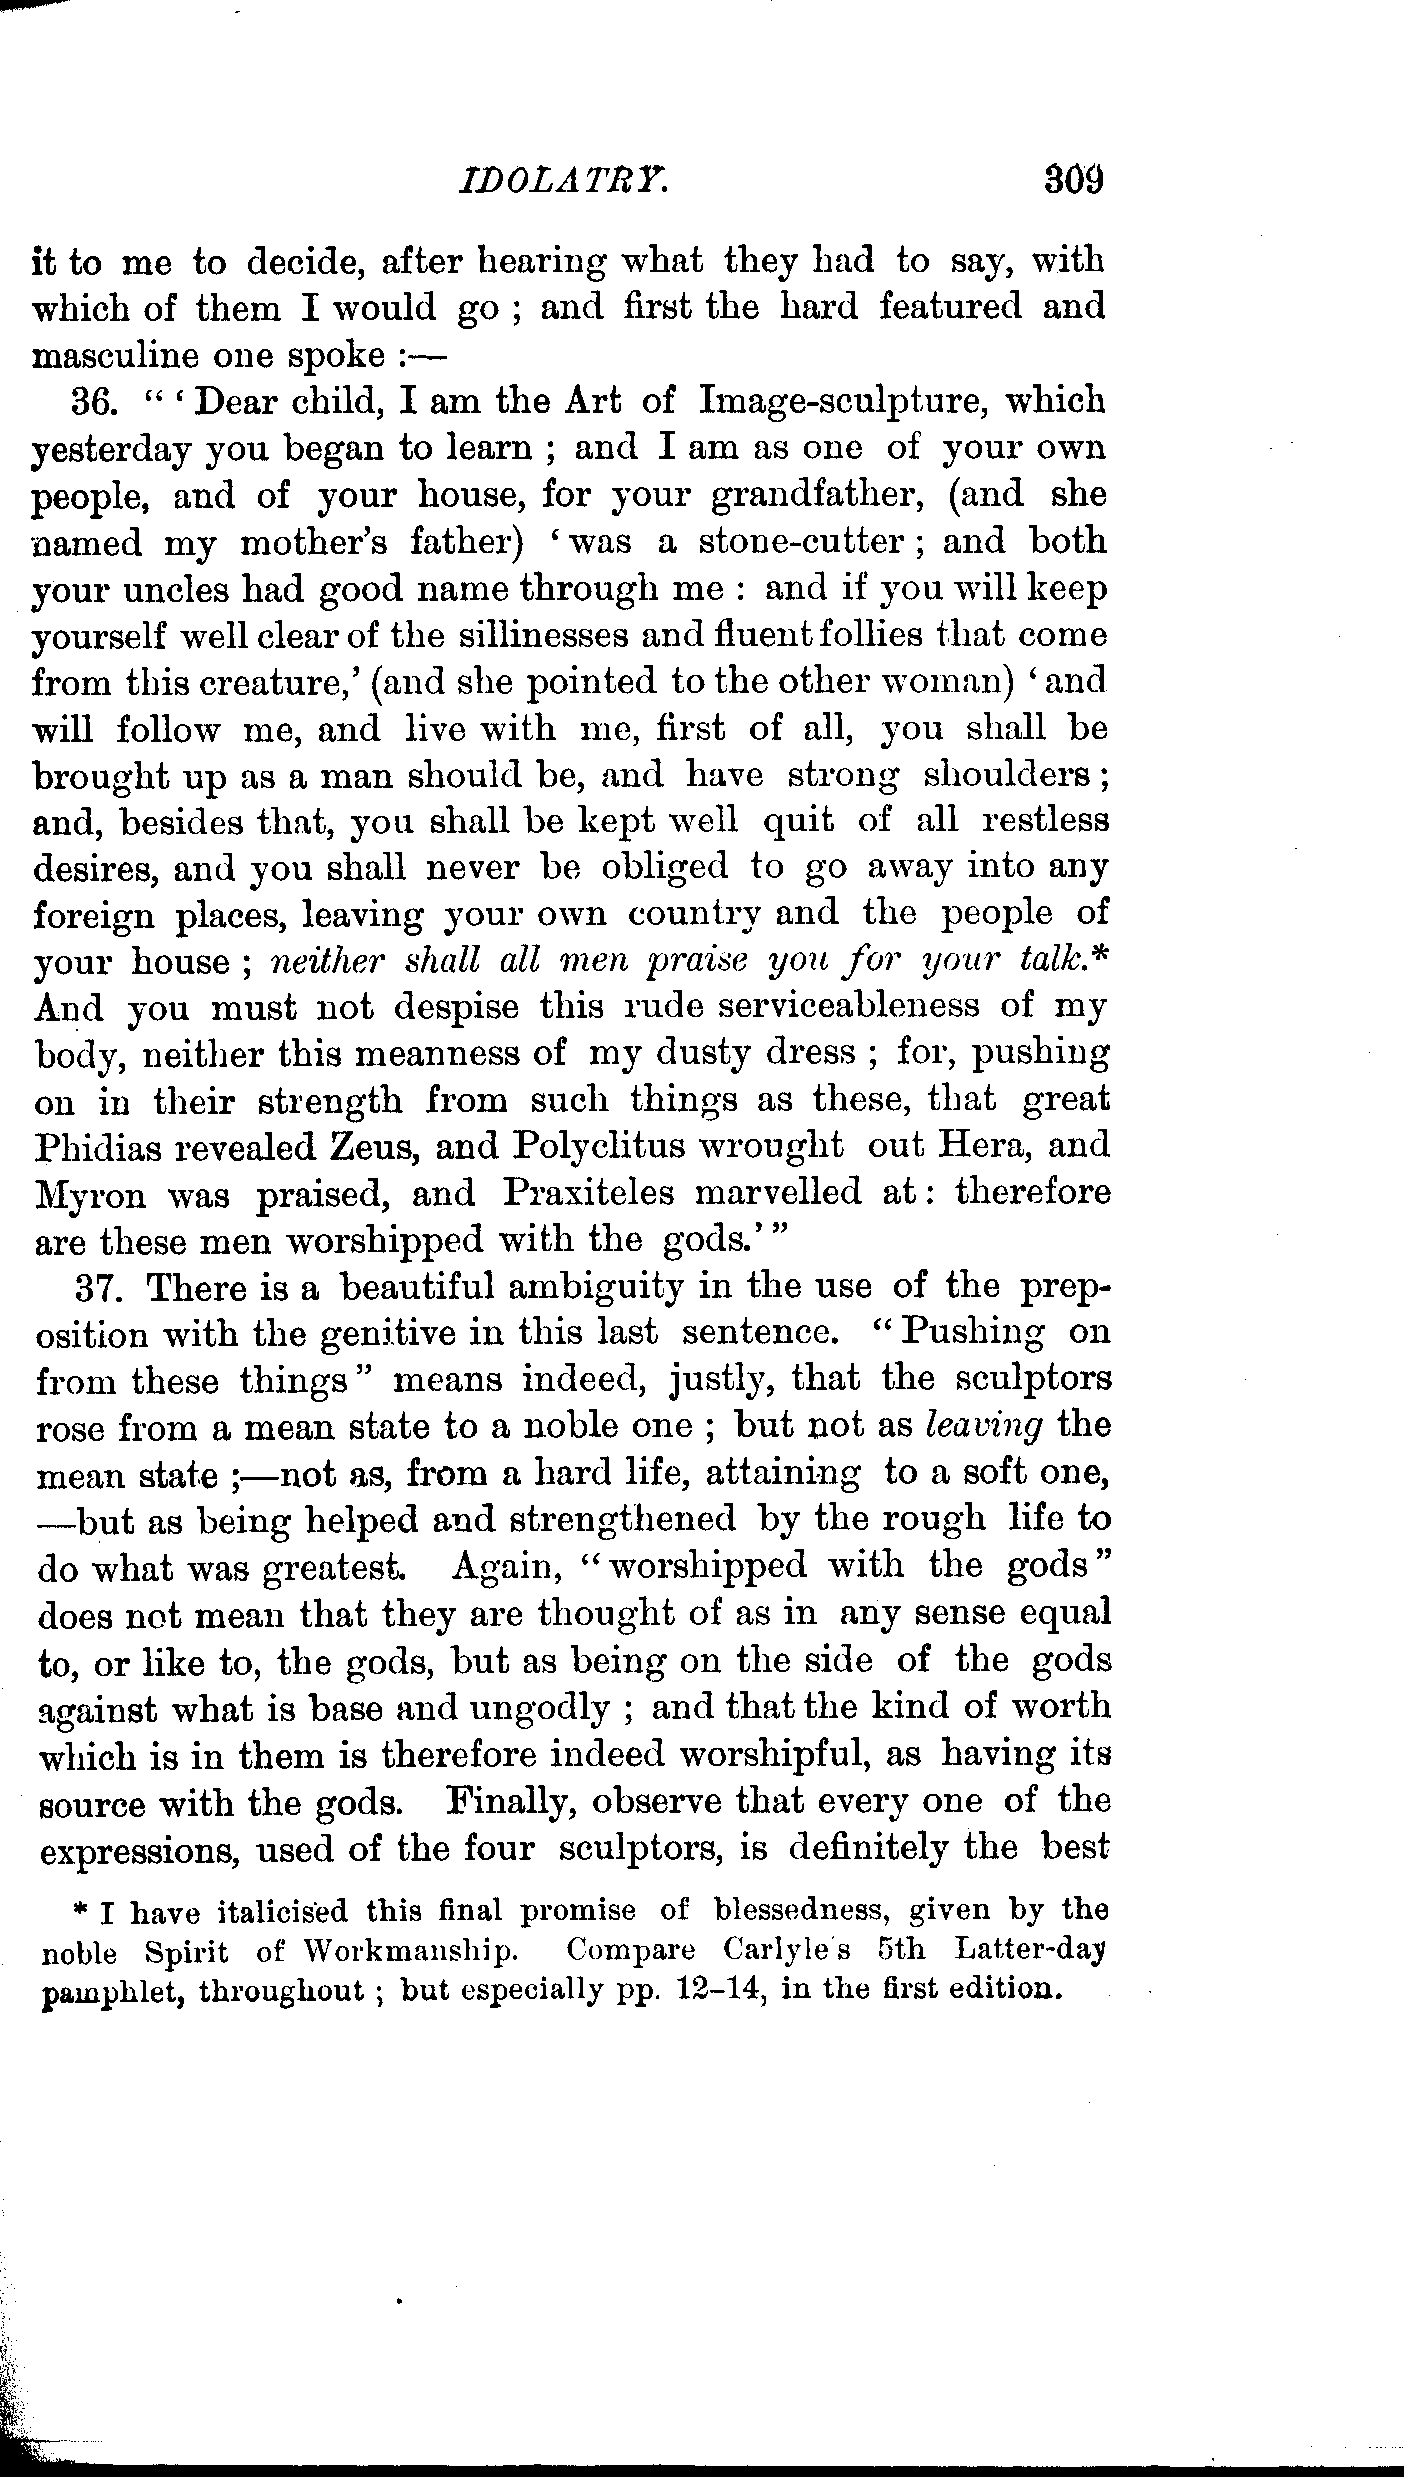 IDOLATRY. 309
it to me to decide, after hearing what they had to say, with
which of them I would go ; and first the hard featured and
masculine one spoke :—
36. " ' Dear child, I am the Art of Image-sculpture, which
yesterday you began to learn ; and I am as one of your own
people, and of your house, for your grandfather, (and she
named my mother's father) ' was a stone-cutter ; and both
your uncles had good name through me : and if you will keep
yourself well clear of the sillinesses and fluent follies that come
from this creature,' (and she pointed to the other woman) ' and
will follow me, and live with me, first of all, you shall be
brought up as a man should be, and have strong shoulders ;
and, besides that, you shall be kept well quit of all restless
desires, and you shall never be obliged to go away into any
foreign places, leaving your own country and the people of
your house ; neither shall all men praise you for your talk.*
And you must not despise this rude serviceableness of my
body, neither this meanness of my dusty dress ; for, pushing
on in their strength from such things as these, that great
Phidias revealed Zeus, and Polyclitus wrought out Hera, and
Myron was praised, and Praxiteles marvelled at : therefore
are these men worshipped with the gods.' "
37. There is a beautiful ambiguity in the use of the prep-
osition with the genitive in this last sentence. " Pushing on
from these things " means indeed, justly, that the sculptors
rose from a mean state to a noble one ; but not as leaving the
mean state ;—not as, from a hard life, attaining to a soft one,
—but as being helped and strengthened by the rough life to
do what was greatest. Again, " worshipped with the gods "
does not mean that they are thought of as in any sense equal
to, or like to, the gods, but as being on the side of the gods
against what is base and ungodly ; and that the kind of worth
which is in them is therefore indeed worshipful, as having its
source with the gods. Finally, observe that every one of the
expressions, used of the four sculptors, is definitely the best
* I have italicised this final promise of blessedness, given by the
noble Spirit of Workmanship. Compare Carlyle's 5th Latter-day
pamphlet, throughout ; but especially pp. 12-14, in the first edition.